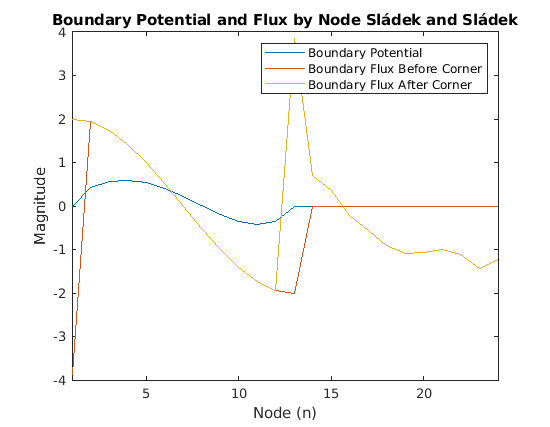 Boundary Potential and Flux by Node Sládek and Sládek
Boundary Potential
Boundary Flux Before Corner
Boundary Flux After Corner
Magnitude
4
3
2
1
0
-1
-2
-3
-4
5
10
15
20
Node (n)